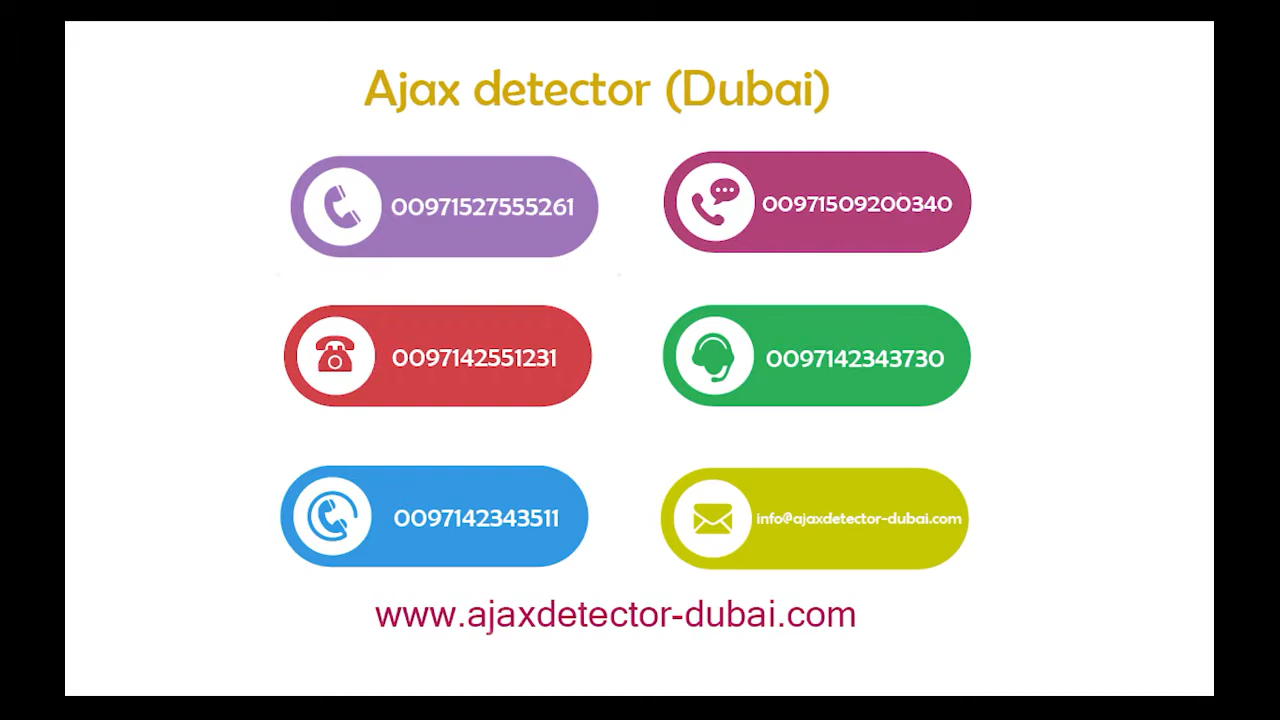 Ajax detector (Dubai)
00971527555261
00971509200340
0097142551231
0097142343730
0097142343511
info@ajaxdetector-dubai.com
www.ajaxdetector-dubai.com